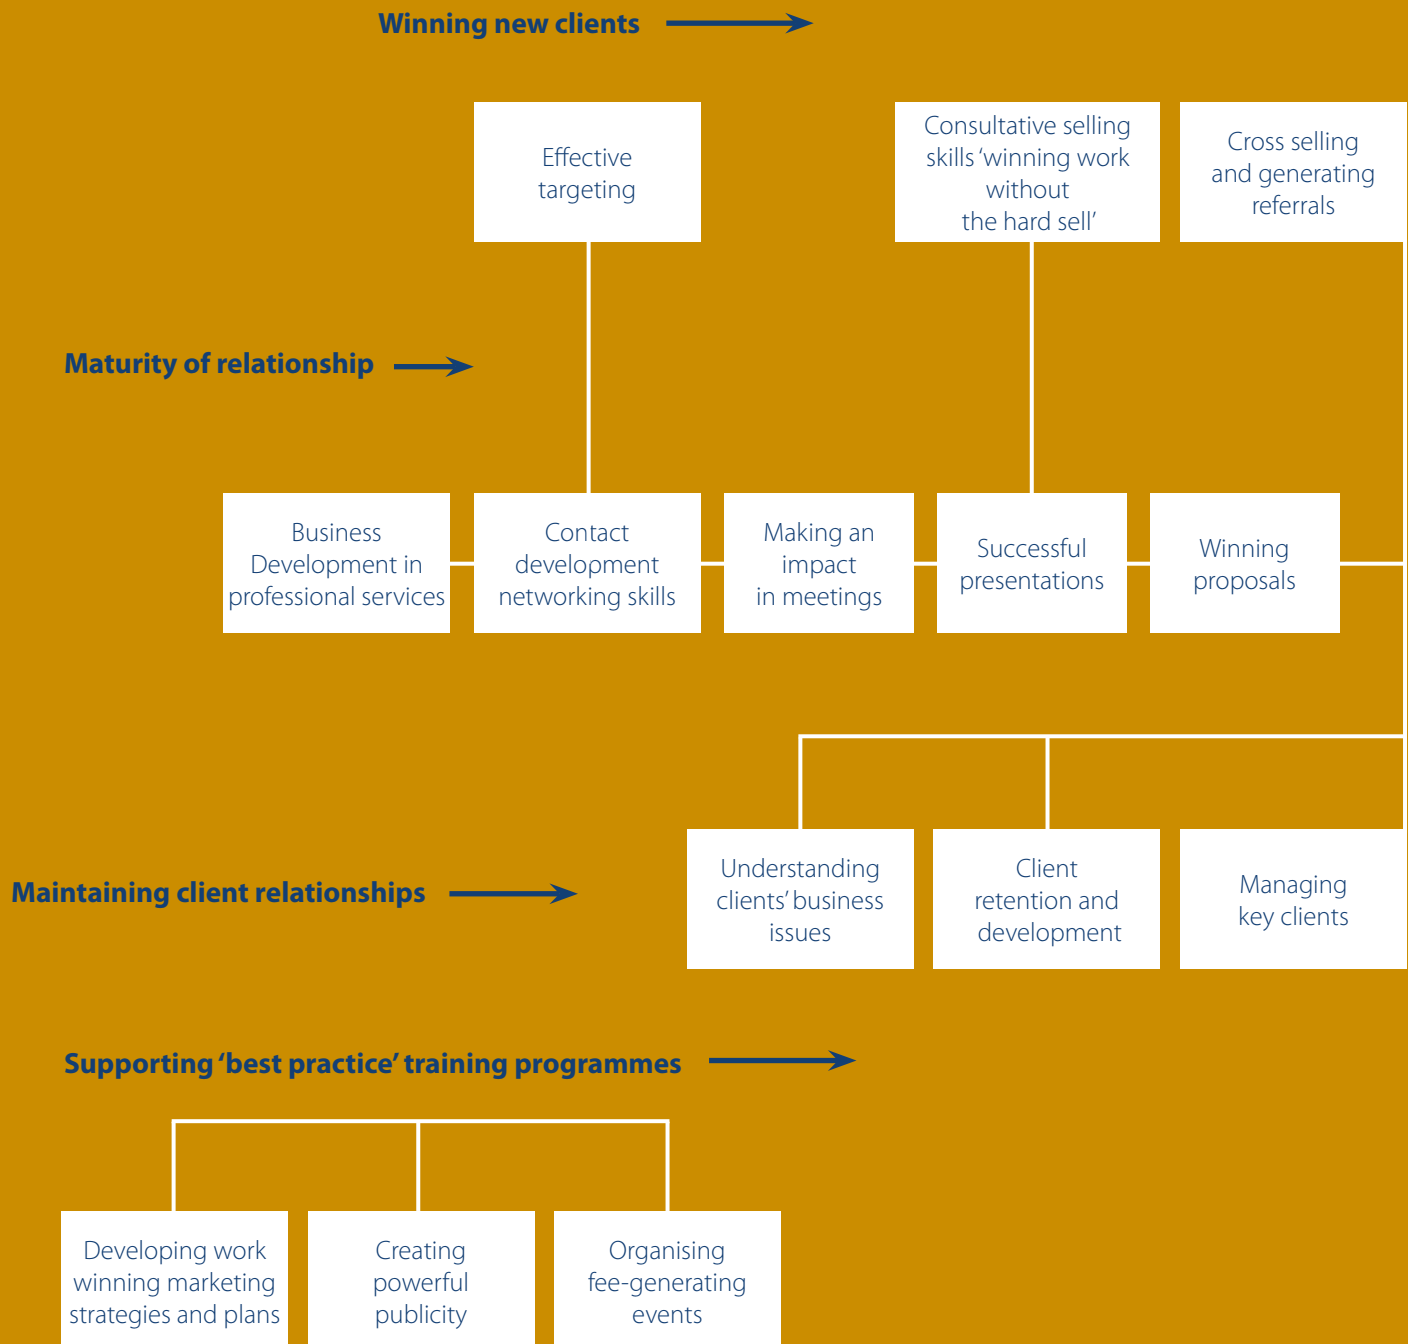 Winning new clients
Effective
targeting
Consultative selling
skills ‘winning work
without
the hard sell’
Cross selling
and generating
referrals
Maturity of relationship
Business
Development in
professional services
Contact
development
networking skills
Making an
impact
in meetings
Successful
presentations
Winning
proposals
Maintaining client relationships
Understanding
clients’ business
issues
Client
retention and
development
Managing
key clients
Supporting ‘best practice’ training programmes
Developing work
winning marketing
strategies and plans
Creating
powerful
publicity
Organising
fee-generating
events